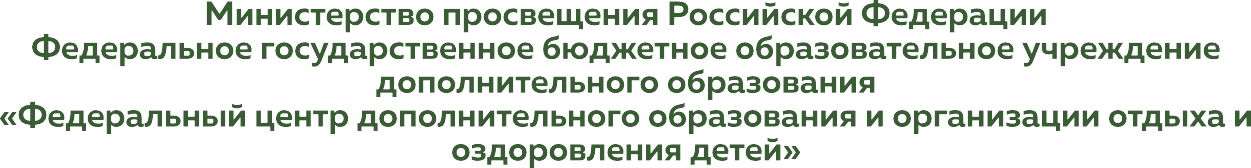 Министерство просвещения Российской Федерации
Федеральное государственное бюджетное образовательное учреждение
дополнительного образования
«Федеральный центр дополнительного образования и организации отдыха и
оздоровления детей»